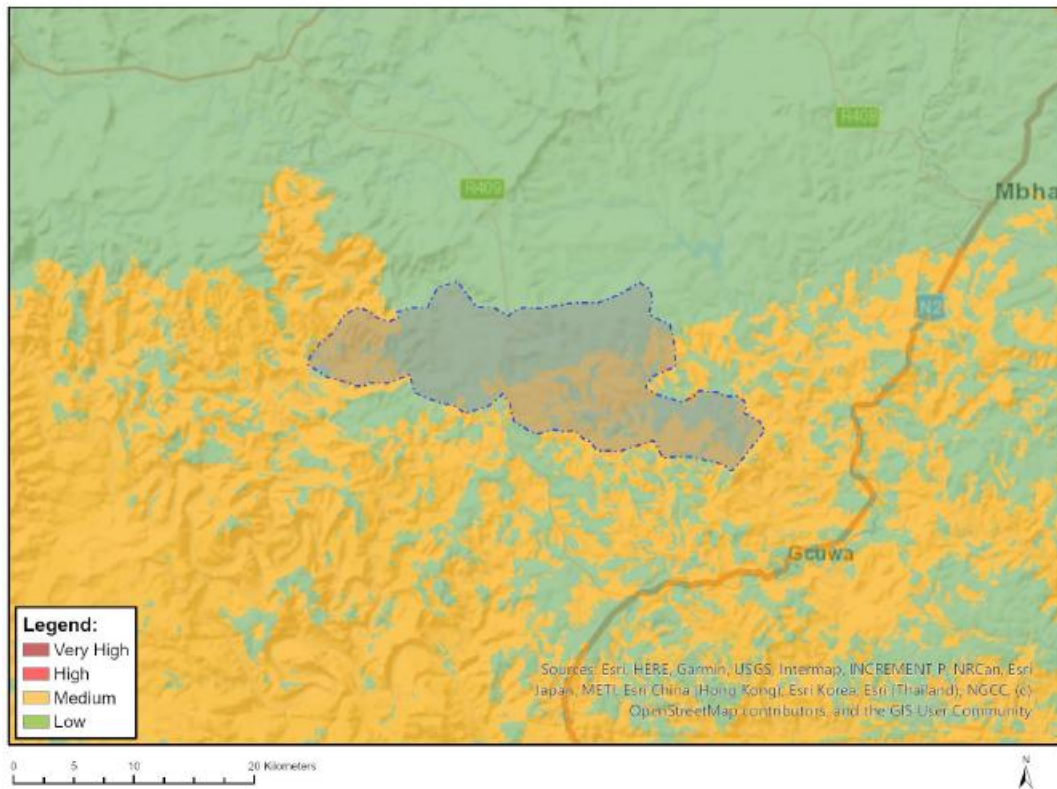 R409
R408
Mbha
N2
Gcuwa
Legend:
Very High
High
Medium
Low
Sources: Esri, HERE, Garmin, USGS, Intermap, INCREMENT P, NRCan, Esri
Japan, METI, Esri China (Hong Kong), Esri Korea, Esri (Thailand), NGCC, (c)
OpenStreetMap contributors, and the GIS User Community
0 5 10 20 Kilometers
N